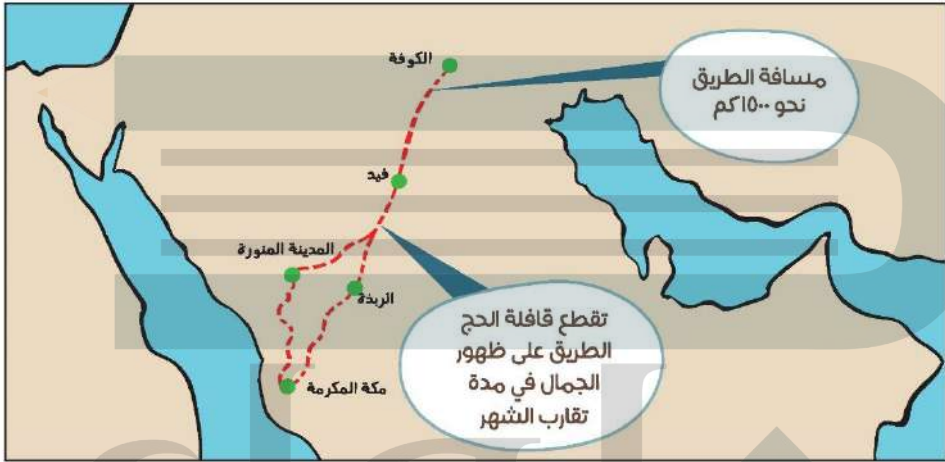 الكوفة
مسافة الطريق
نحو ١٥٠٠كم
فيد
المدينة المنورة
الربذة
تقطع قافلة الحج
الطريق على ظهور
الجمال في مدة
تقارب الشهر
مكة المكرمة